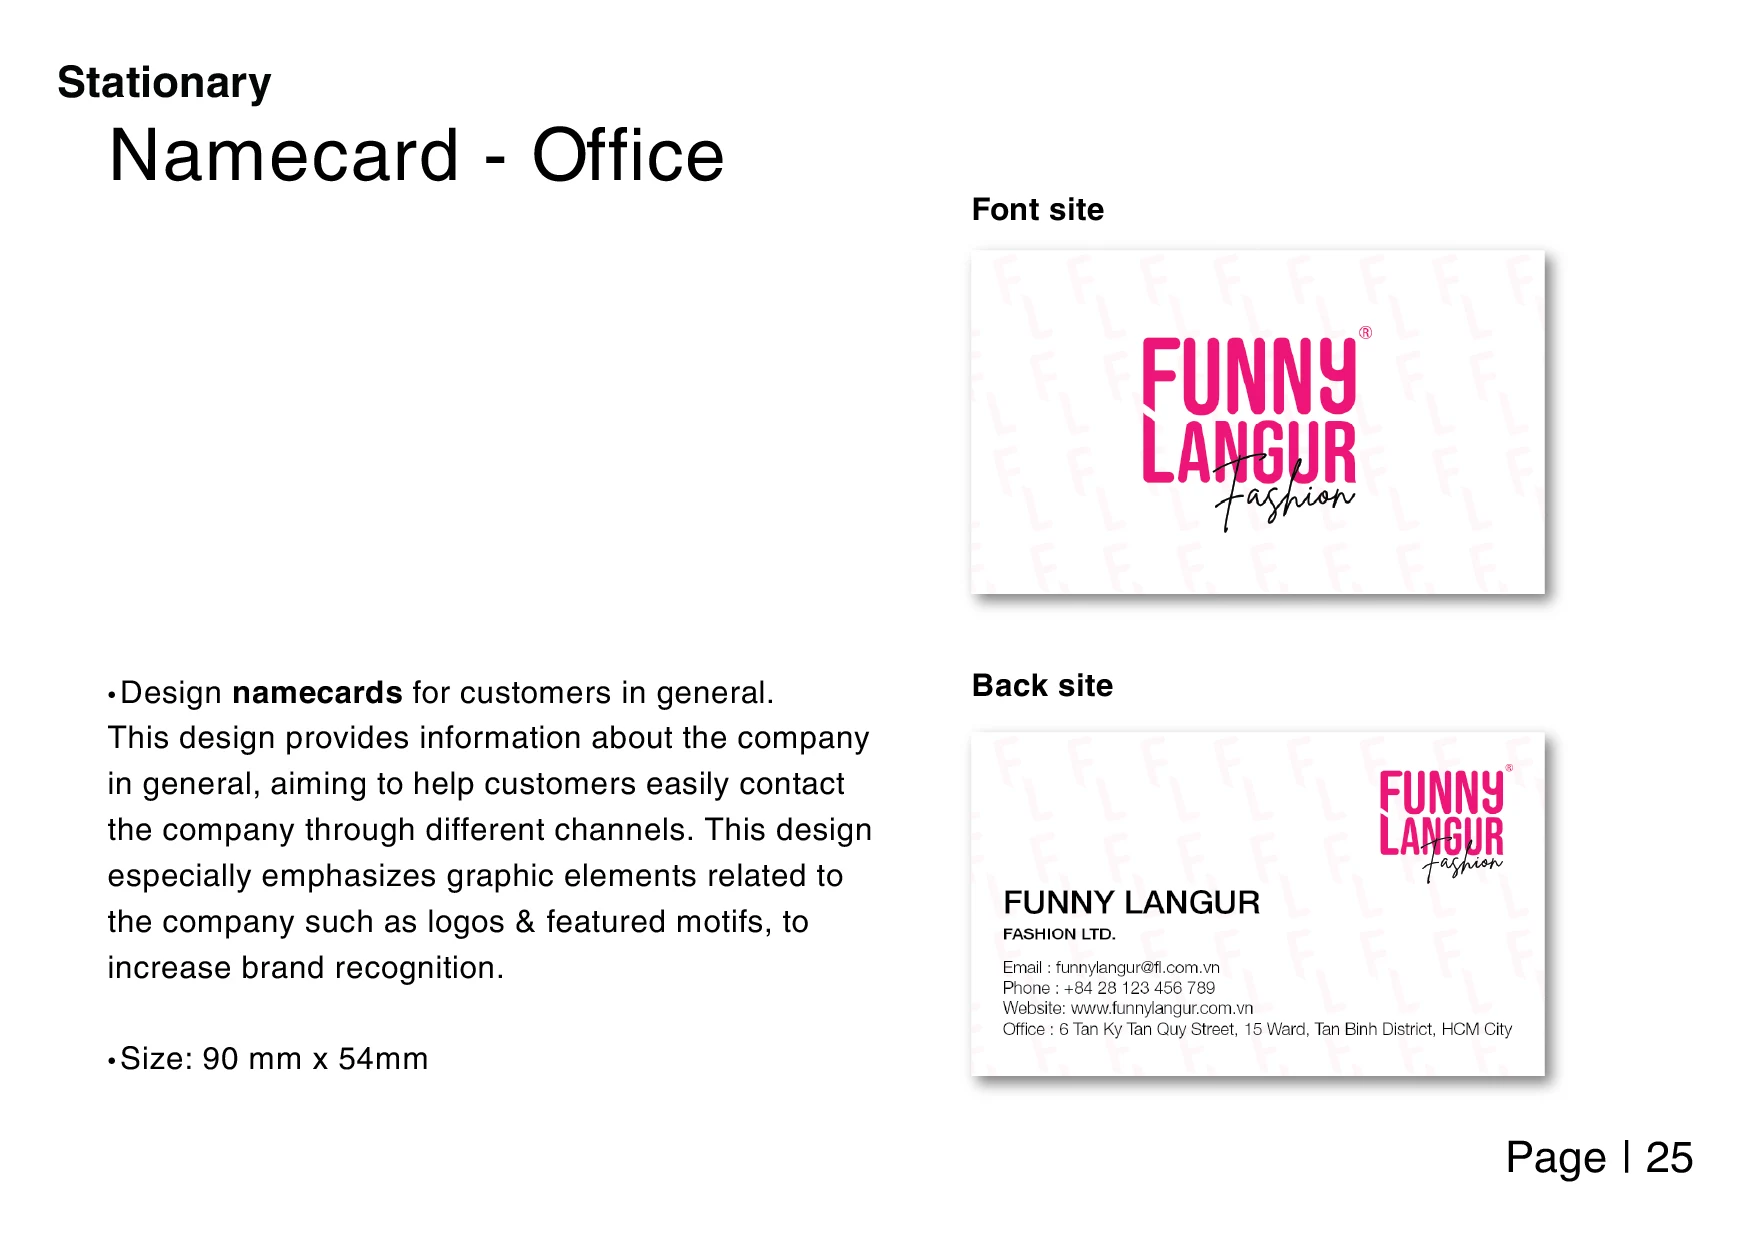 Stationary
Namecard - Office
Font site
FUNNY ®
LANGUR
Fashion
•Design namecards for customers in general.
This design provides information about the company
in general, aiming to help customers easily contact
the company through different channels. This design
especially emphasizes graphic elements related to
the company such as logos & featured motifs, to
increase brand recognition.
•Size: 90 mm x 54mm
Back site
FUNNY ®
LANGUR
Fashion
FUNNY LANGUR
FASHION LTD.
Email : funnylangur@fl.com.vn
Phone : +84 28 123 456 789
Website: www.funnylangur.com.vn
Office : 6 Tan Ky Tan Quy Street, 15 Ward, Tan Binh District, HCM City
Page | 25